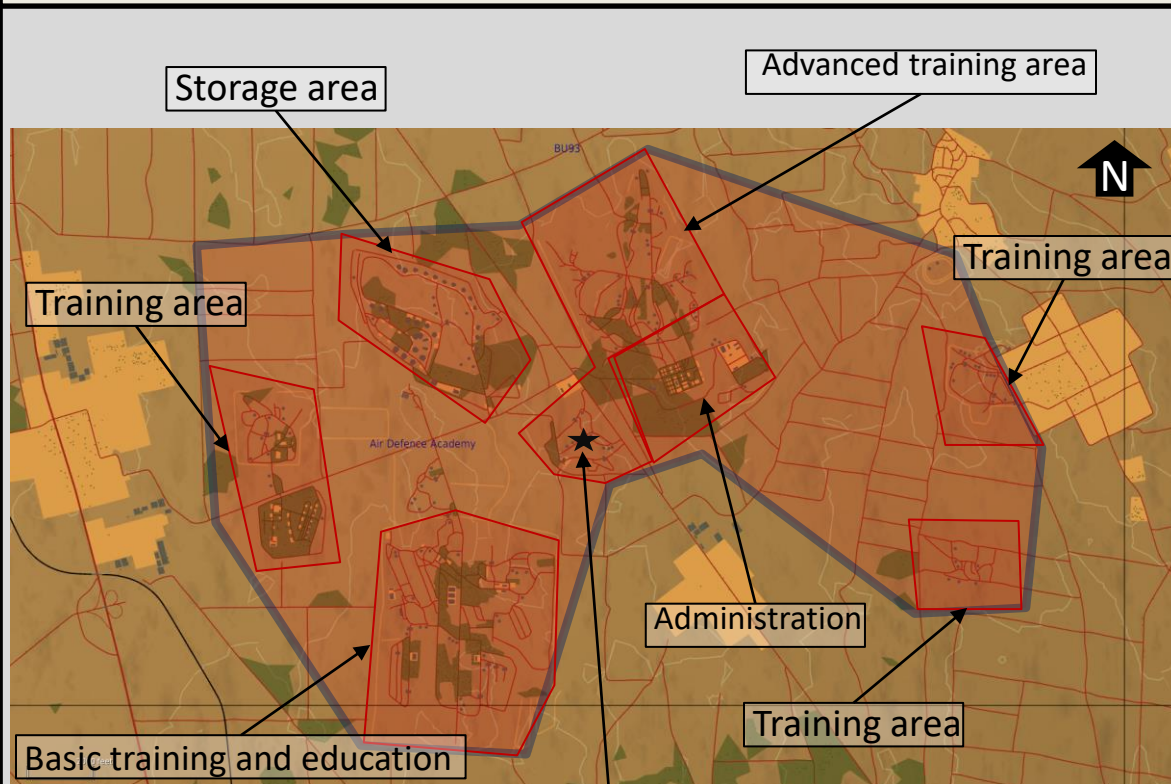 Advanced training area
Storage area
BU93
N
Training area
Training area
Air Defence Academy
Administration
Training area
Basic training and education